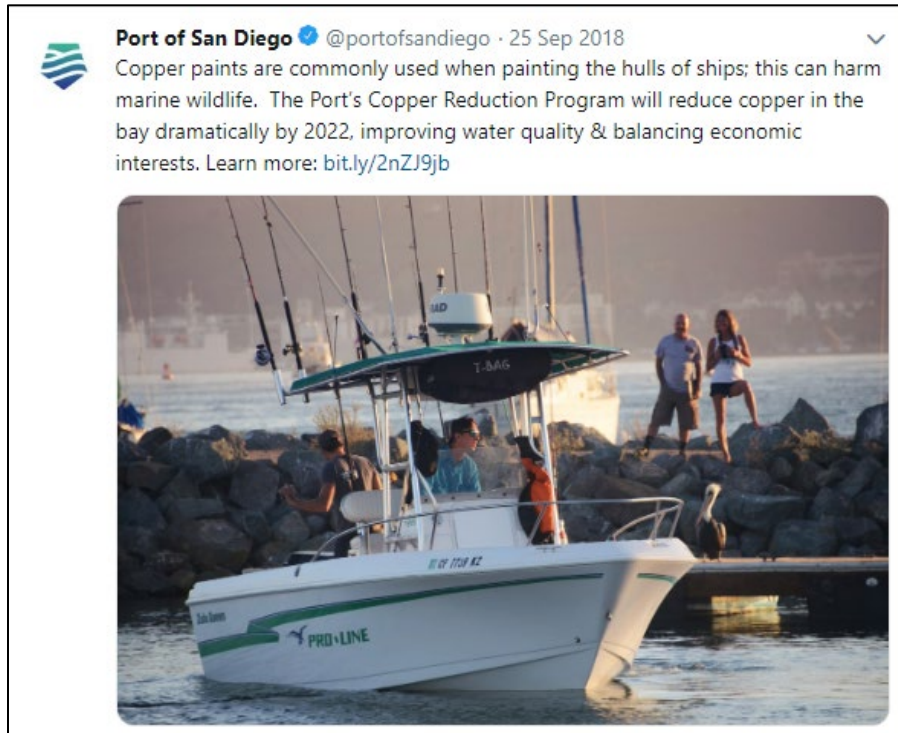 Port of San Diego @portofsandiego · 25 Sep 2018
Copper paints are commonly used when painting the hulls of ships; this can harm
marine wildlife.  The Port's Copper Reduction Program will reduce copper in the
bay dramatically by 2022, improving water quality & balancing economic
interests. Learn more: bit.ly/2nZJ9jb
T-BAG
PRO-LINE